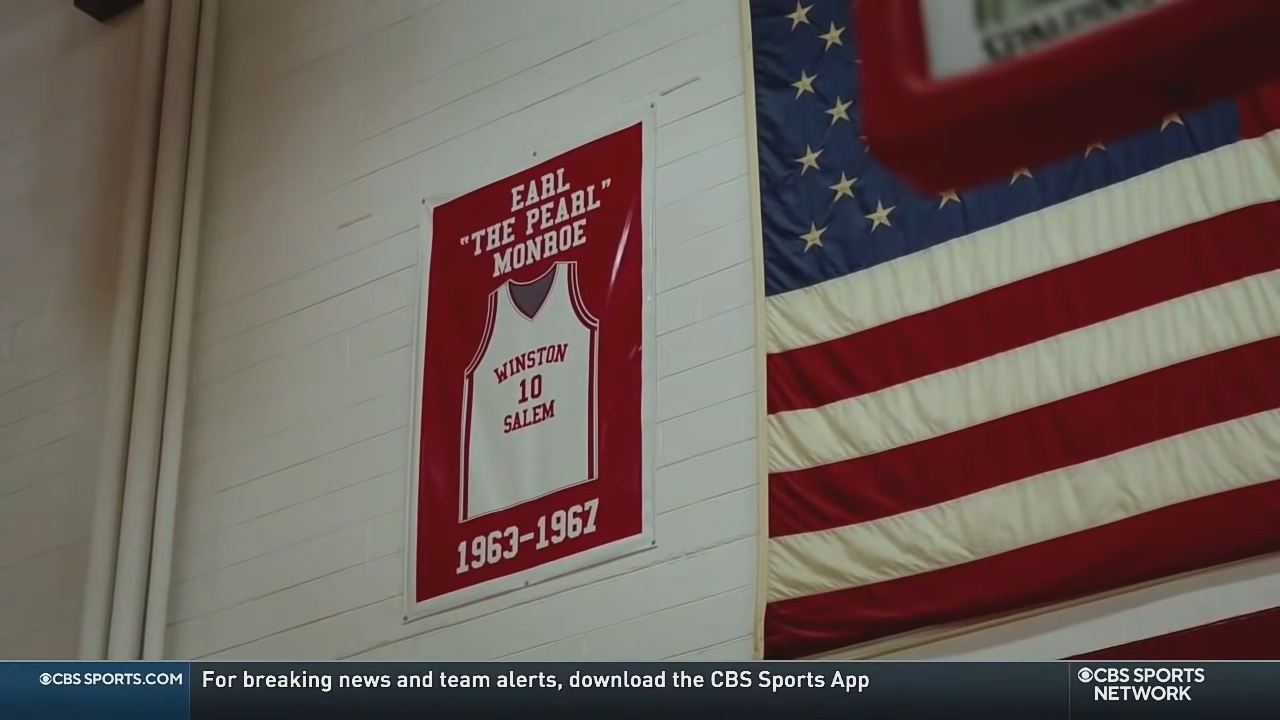 EARL
"THE PEARL"
MONROE
WINSTON
10
SALEM
1963-1967
SPALDING
CBS SPORTS.COM
For breaking news and team alerts, download the CBS Sports App
CBS SPORTS
NETWORK